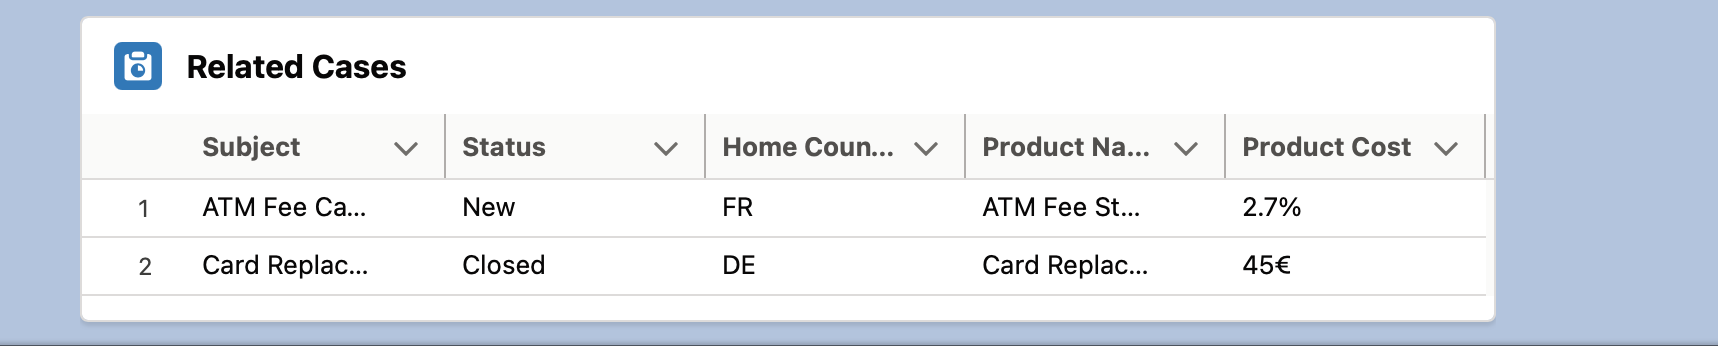 Related Cases
Subject Status Home Coun... Product Na... Product Cost
1 ATM Fee Ca... New FR ATM Fee St... 2.7%
2 Card Replac... Closed DE Card Replac... 45€